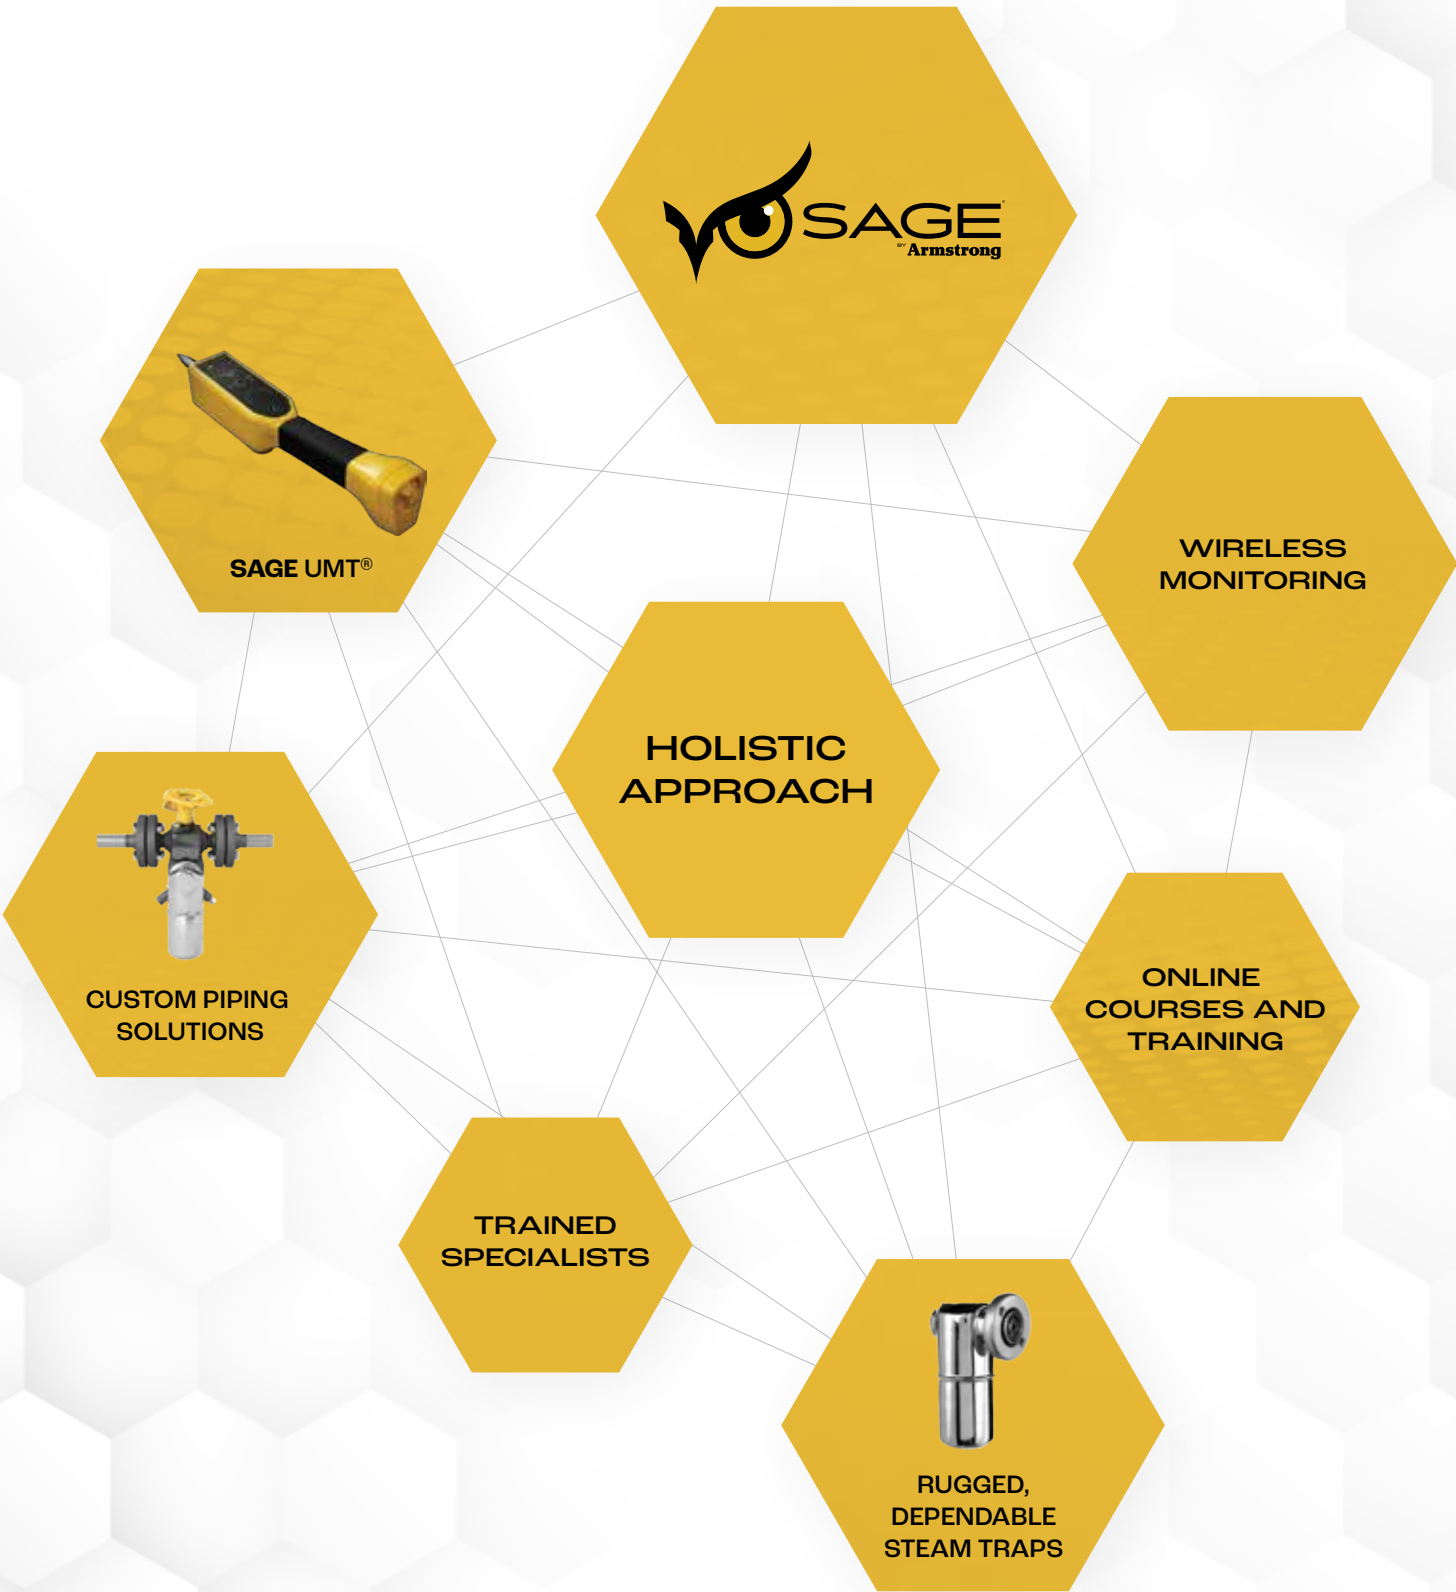 SAGE®
BY Armstrong
SAGE UMT®
WIRELESS
MONITORING
HOLISTIC
APPROACH
CUSTOM PIPING
SOLUTIONS
ONLINE
COURSES AND
TRAINING
TRAINED
SPECIALISTS
RUGGED,
DEPENDABLE
STEAM TRAPS